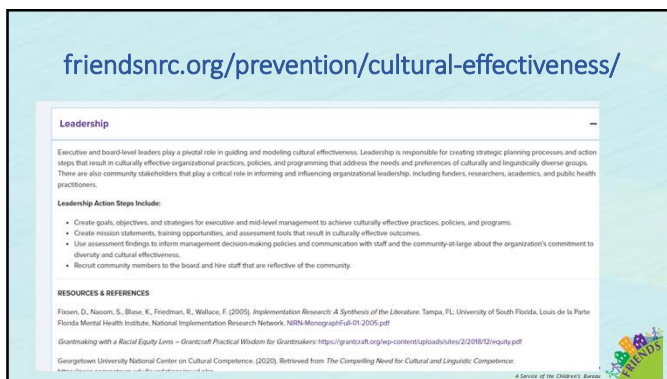 friendsnrc.org/prevention/cultural-effectiveness/
Leadership
Executive and board-level leaders play a pivotal role in guiding and modeling cultural effectiveness. Leadership is responsible for creating strategic planning processes and action
steps that result in culturally effective organizational practices, policies, and programming that address the needs and preferences of culturally and linguistically diverse groups.
There are also community stakeholders that play a critical role in informing and influencing organizational leadership, including funders, researchers, academics, and public health
practitioners.
Leadership Action Steps Include:
• Create goals, objectives, and strategies for executive and mid-level management to achieve culturally effective practices, policies, and programs.
• Create mission statements, training opportunities, and assessment tools that result in culturally effective outcomes.
• Use assessment findings to inform management decision-making policies and communication with staff and the community-at-large about the organization's commitment to
diversity and cultural effectiveness.
• Recruit community members to the board and hire staff that are reflective of the community.
RESOURCES & REFERENCES
Fixsen, D., Naoom, S., Blase, K., Friedman, R., Wallace, F. (2005). Implementation Research: A Synthesis of the Literature. Tampa, FL: University of South Florida, Louis de la Parte
Florida Mental Health Institute, National Implementation Research Network. NIRN-MonographFull-01-2005.pdf
Grantmaking with a Racial Equity Lens – Grantcraft Practical Wisdom for Grantmakers: https://grantcraft.org/wp-content/uploads/sites/2/2018/12/equity.pdf
Georgetown University National Center on Cultural Competence. (2020). Retrieved from The Compelling Need for Cultural and Linguistic Competence.
A Service of the Children's Bureau
FRIENDS